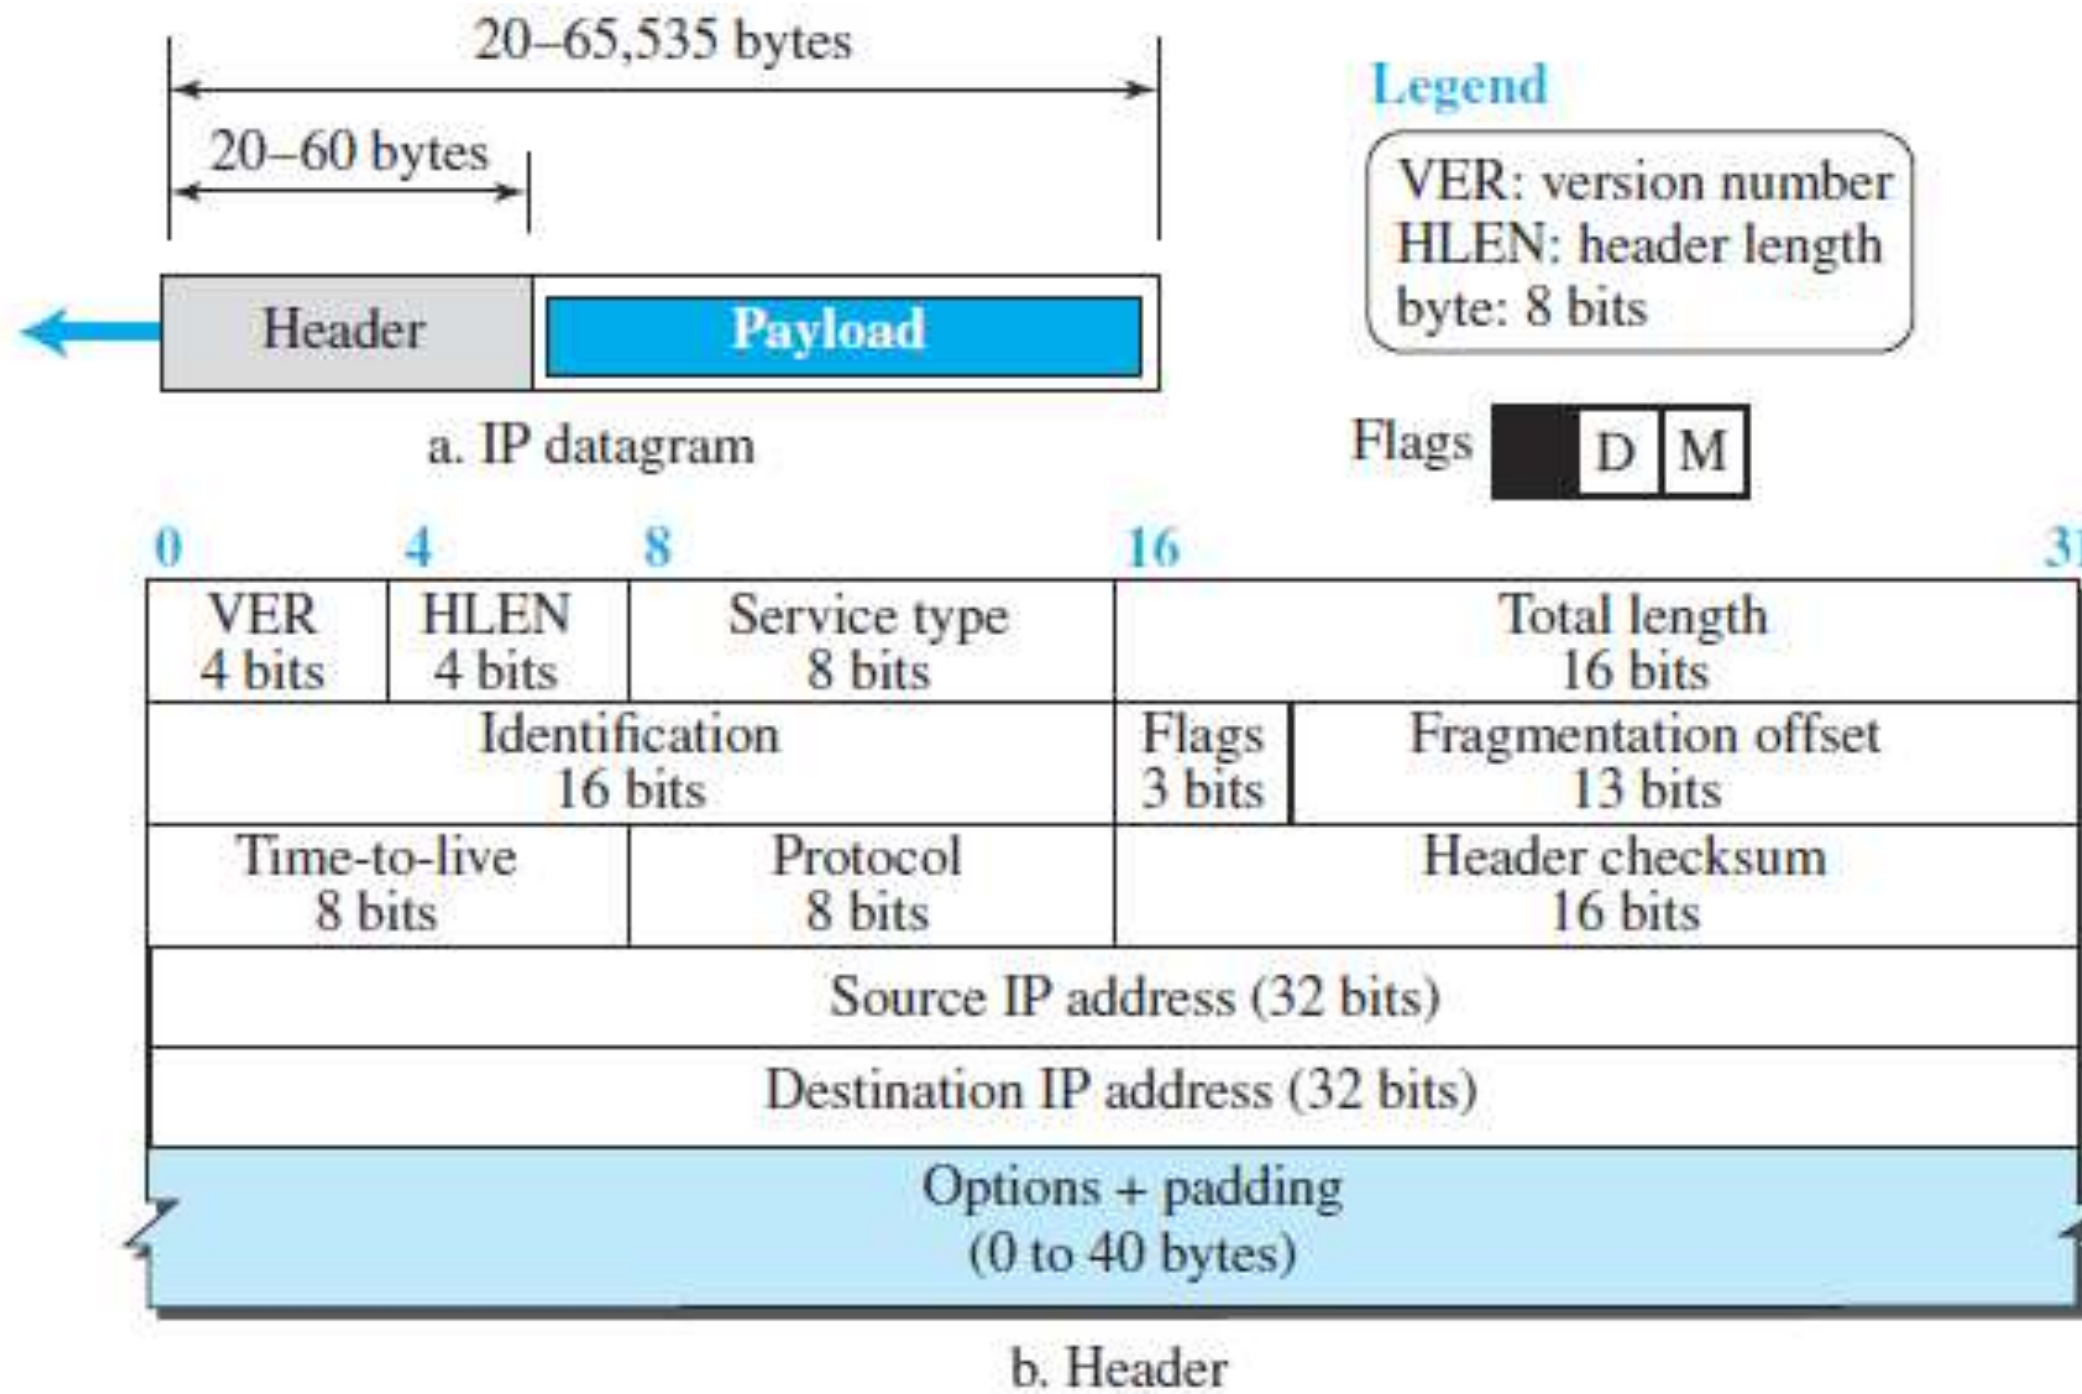 20–65,535 bytes
20–60 bytes
Header
Payload
a. IP datagram
Legend
VER: version number
HLEN: header length
byte: 8 bits
Flags D M
0 4 8 16 31
VER
4 bits
HLEN
4 bits
Service type
8 bits
Total length
16 bits
Identification
16 bits
Flags
3 bits
Fragmentation offset
13 bits
Time-to-live
8 bits
Protocol
8 bits
Header checksum
16 bits
Source IP address (32 bits)
Destination IP address (32 bits)
Options + padding
(0 to 40 bytes)
b. Header